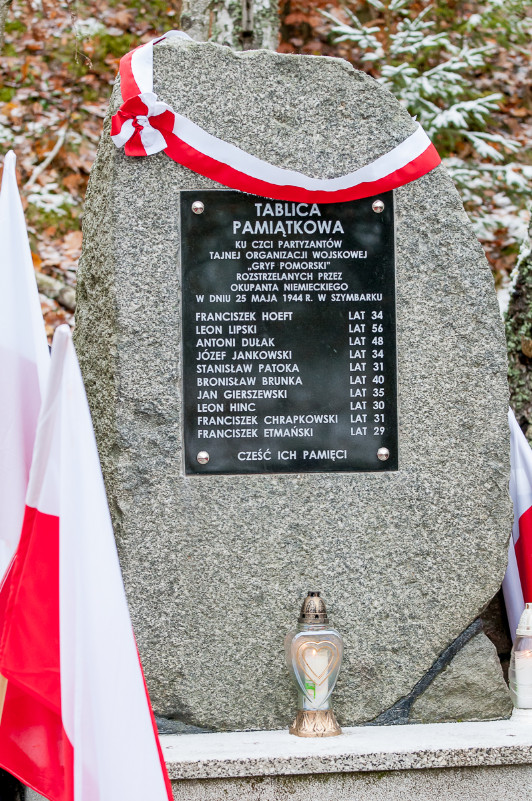 TABLICA
PAMIĄTKOWA
KU CZCI PARTYZANTÓW
TAJNEJ ORGANIZACJI WOJSKOWEJ
„GRYF POMORSKI"
ROZSTRZELANYCH PRZEZ
OKUPANTA NIEMIECKIEGO
W DNIU 25 MAJA 1944 R. W SZYMBARKU
FRANCISZEK HOEFT LAT 34
LEON LIPSKI LAT 56
ANTONI DUŁAK LAT 48
JÓZEF JANKOWSKI LAT 34
STANISŁAW PATOKA LAT 31
BRONISŁAW BRUNKA LAT 40
JAN GIERSZEWSKI LAT 35
LEON HINC LAT 30
FRANCISZEK CHRAPKOWSKI LAT 31
FRANCISZEK ETMAŃSKI LAT 29
CZEŚĆ ICH PAMIĘCI